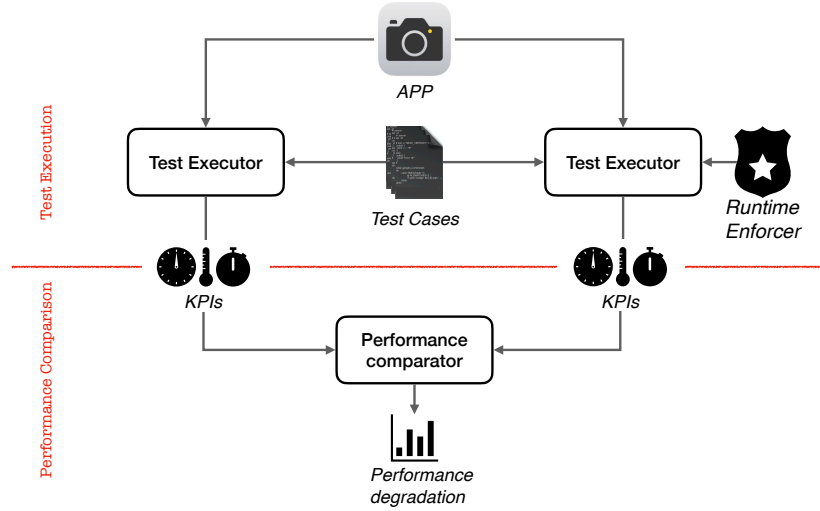 APP
Test Execution
Test Executor
Test Cases
Test Executor
Runtime
Enforcer
KPIs
KPIs
Performance Comparison
Performance
comparator
Performance
degradation